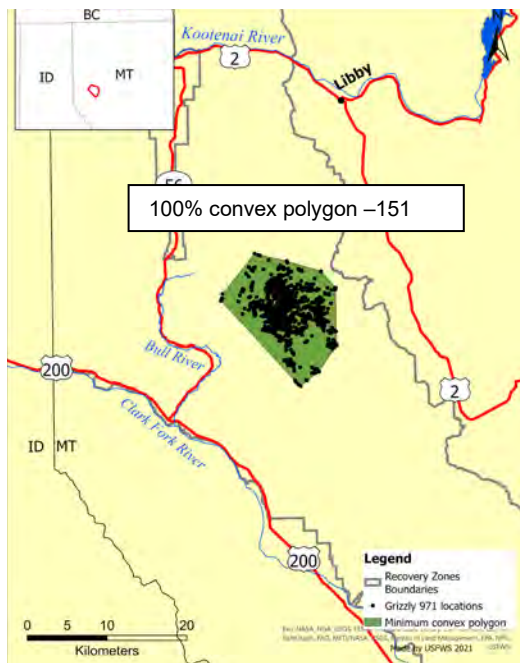 BC
ID
MT
Kootenai River
2
Libby
56
100% convex polygon –151
Bull River
200
Clark Fork River
2
ID
MT
200
Legend
Recovery Zones
Boundaries
Grizzly 971 locations
Minimum convex polygon
0
5
10
20
Kilometers
Made by USFWS 2021